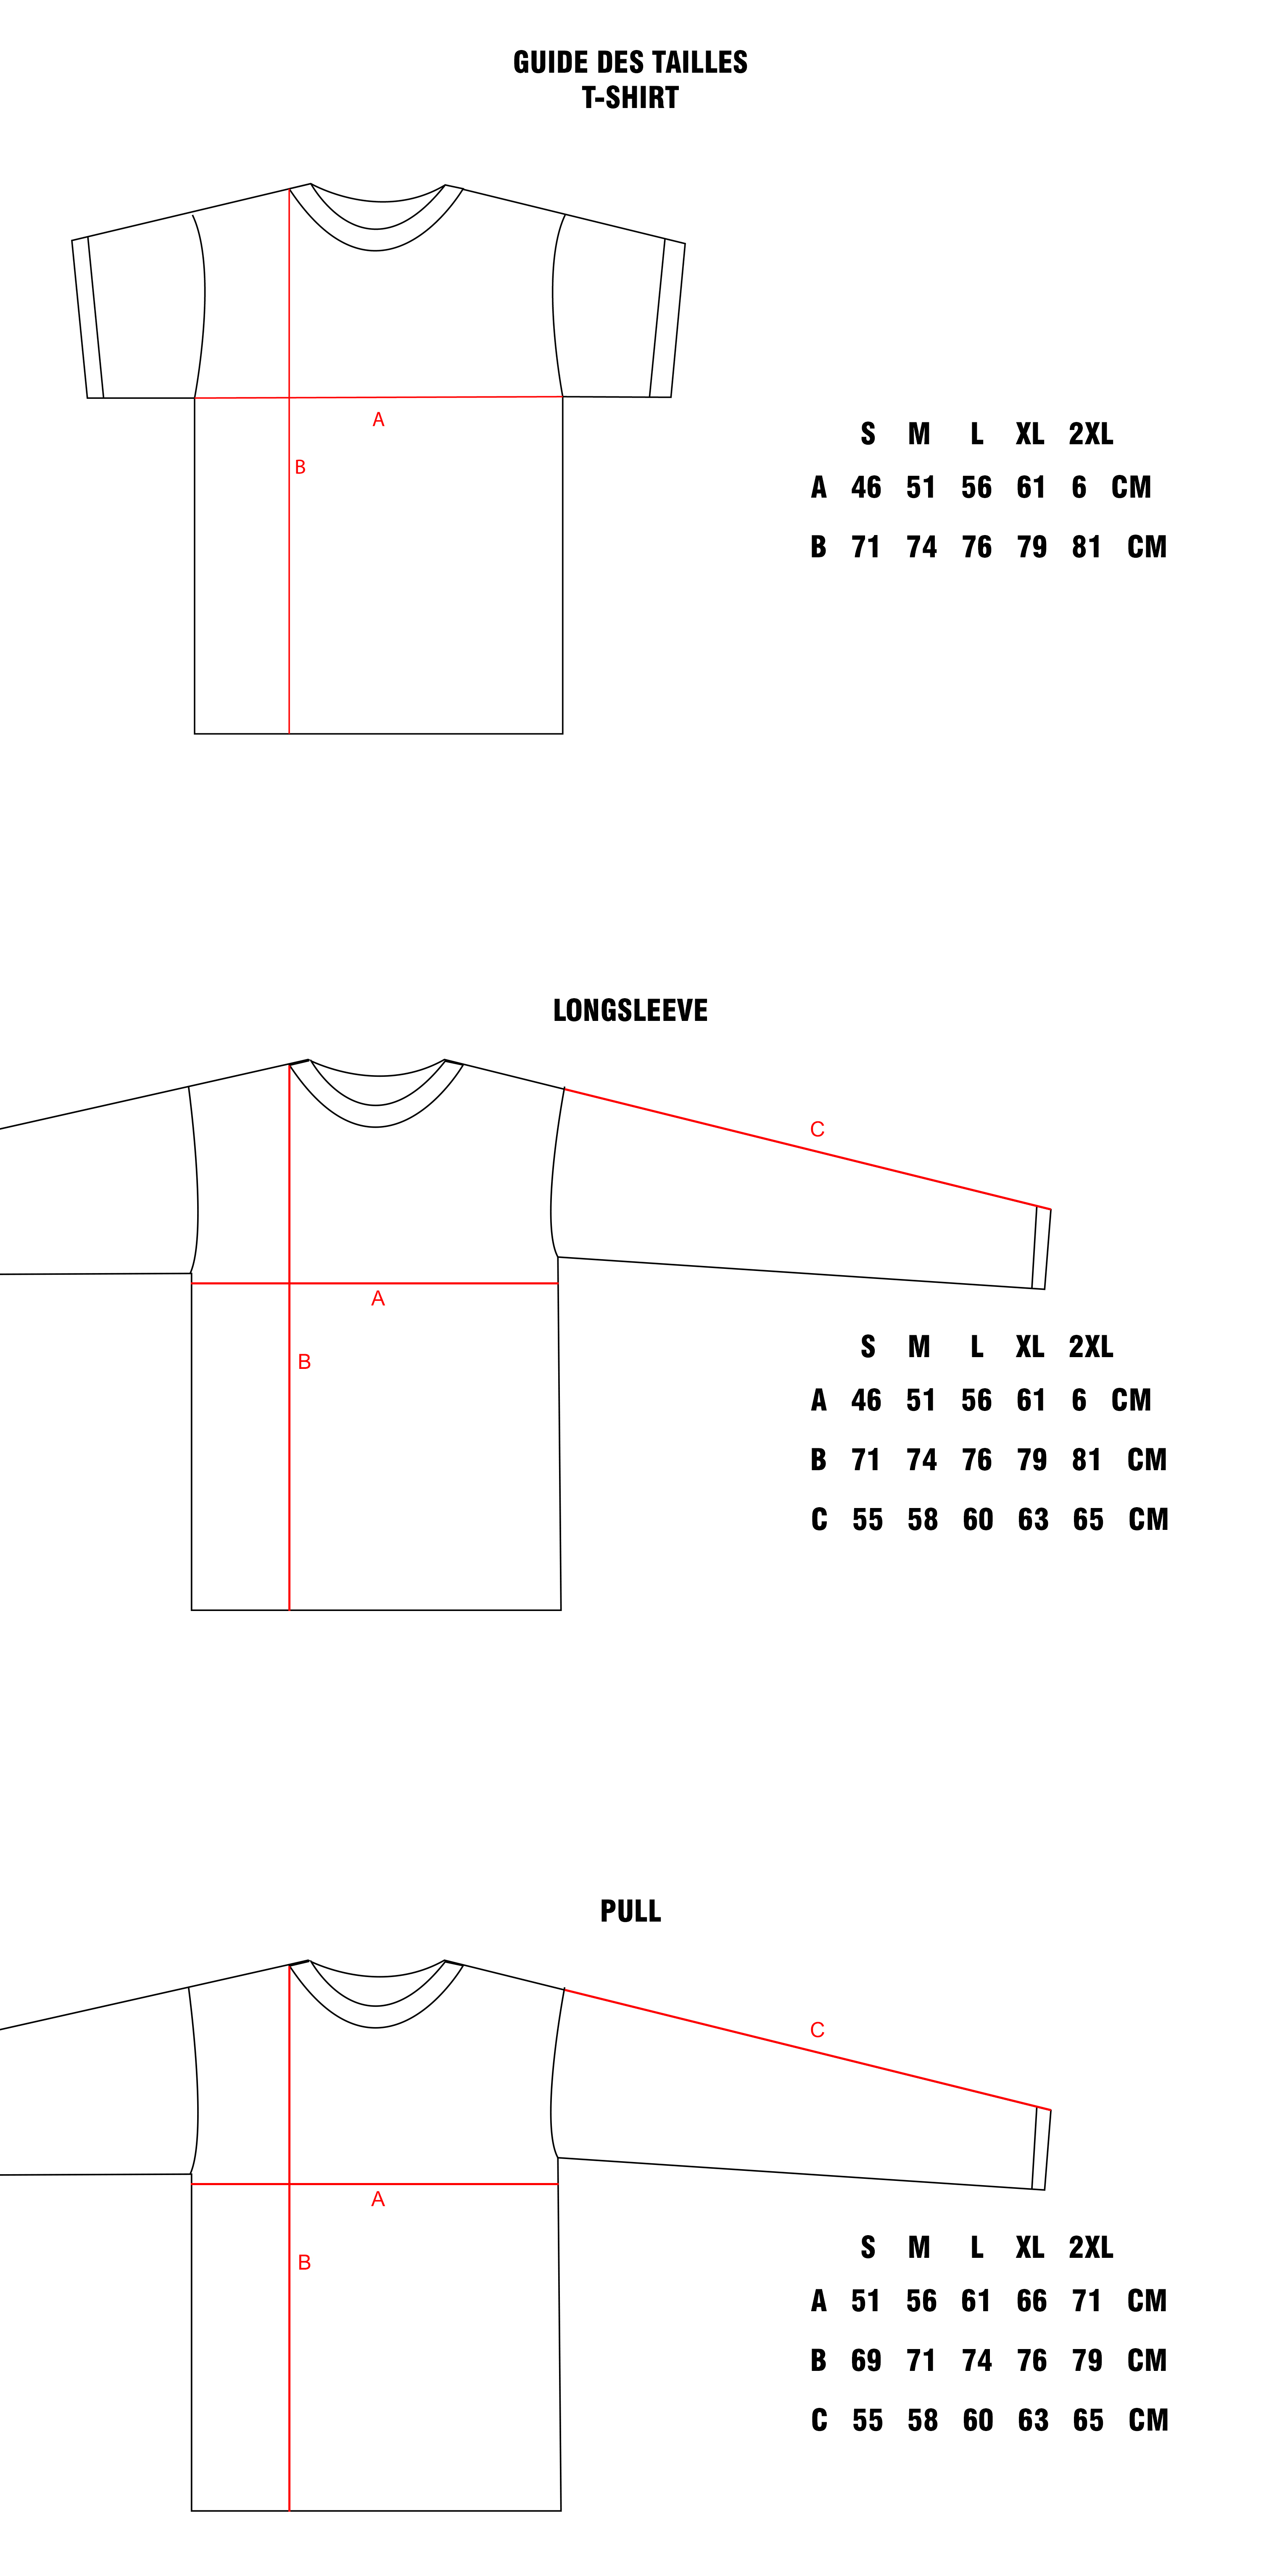 GUIDE DES TAILLES
T-SHIRT
A
B
S M L XL 2XL
A 46 51 56 61 6 CM
B 71 74 76 79 81 CM
LONGSLEEVE
C
A
B
S M L XL 2XL
A 46 51 56 61 6 CM
B 71 74 76 79 81 CM
C 55 58 60 63 65 CM
PULL
C
A
B
S M L XL 2XL
A 51 56 61 66 71 CM
B 69 71 74 76 79 CM
C 55 58 60 63 65 CM